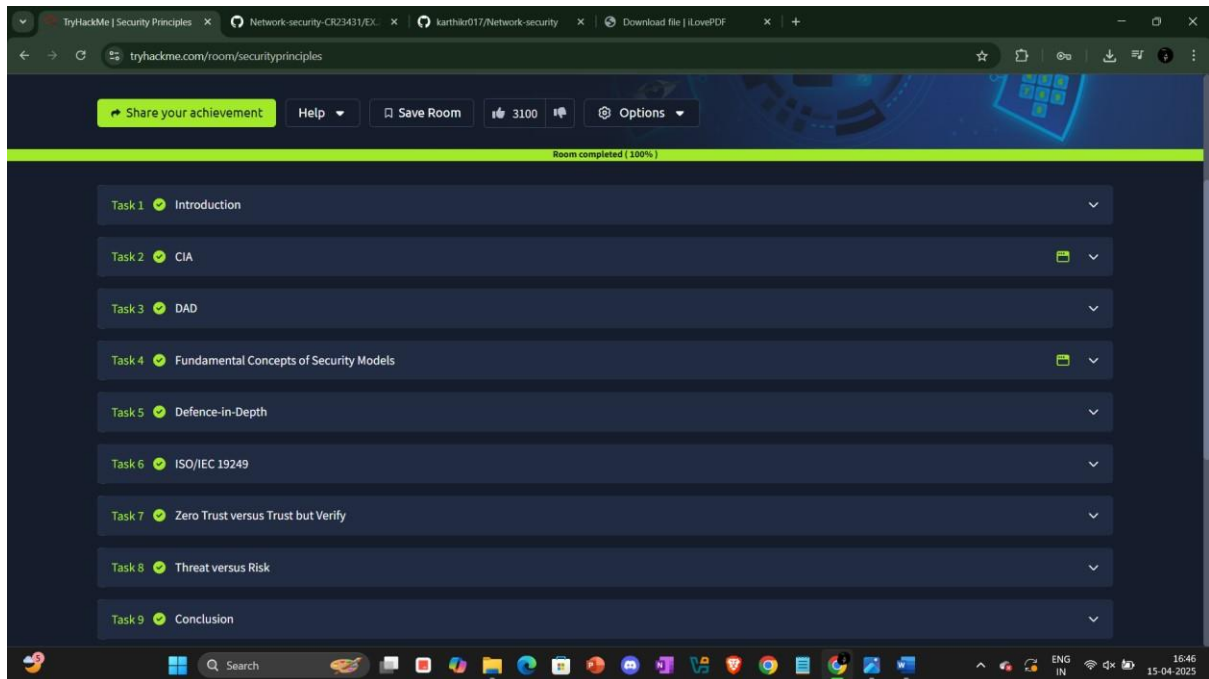 TryHackMe | Security Principles
Network-security-CR23431/EX.
karthikr017/Network-security
Download file | iLovePDF
tryhackme.com/room/securityprinciples
Share your achievement
Help
Save Room
3100
Options
Room completed ( 100% )
Task 1 Introduction
Task 2 CIA
Task 3 DAD
Task 4 Fundamental Concepts of Security Models
Task 5 Defence-in-Depth
Task 6 ISO/IEC 19249
Task 7 Zero Trust versus Trust but Verify
Task 8 Threat versus Risk
Task 9 Conclusion
Search
ENG
IN
16:46
15-04-2025